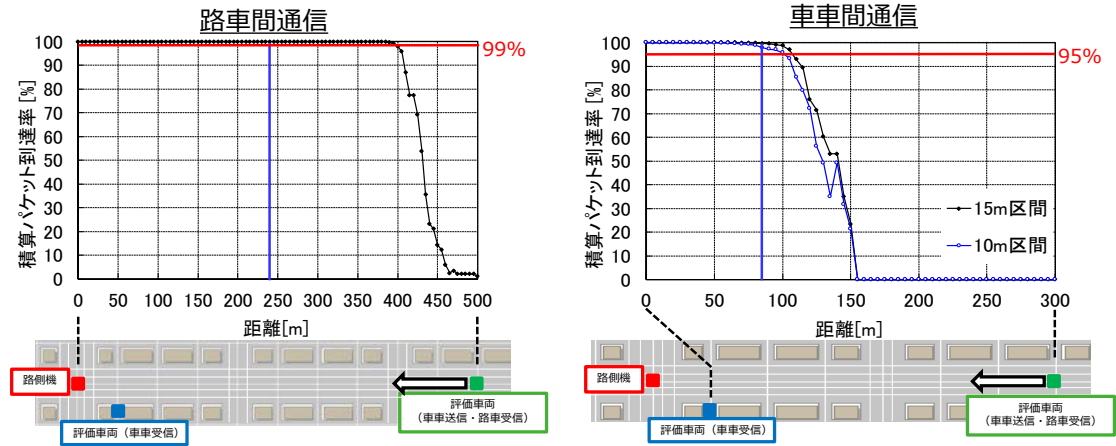 路車間通信
積算パケット到達率 [%]
100
90
80
70
60
50
40
30
20
10
0
99%
0 50 100 150 200 250 300 350 400 450 500
距離[m]
路側機
評価車両（車車受信）
評価車両
（車車送信・路車受信）
車車間通信
積算パケット到達率 [%]
100
90
80
70
60
50
40
30
20
10
0
95%
15m区間
10m区間
0 50 100 150 200 250 300
距離[m]
路側機
評価車両（車車受信）
評価車両
（車車送信・路車受信）